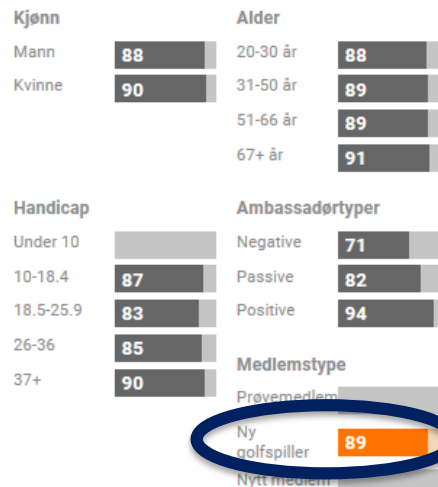 Kjønn
Mann 88
Kvinne 90
Alder
20-30 år 88
31-50 år 89
51-66 år 89
67+ år 91
Handicap
Under 10
10-18.4 87
18.5-25.9 83
26-36 85
37+ 90
Ambassadørtyper
Negative 71
Passive 82
Positive 94
Medlemstype
Prøvemedlem
Ny
golfspiller 89
Nytt medlem